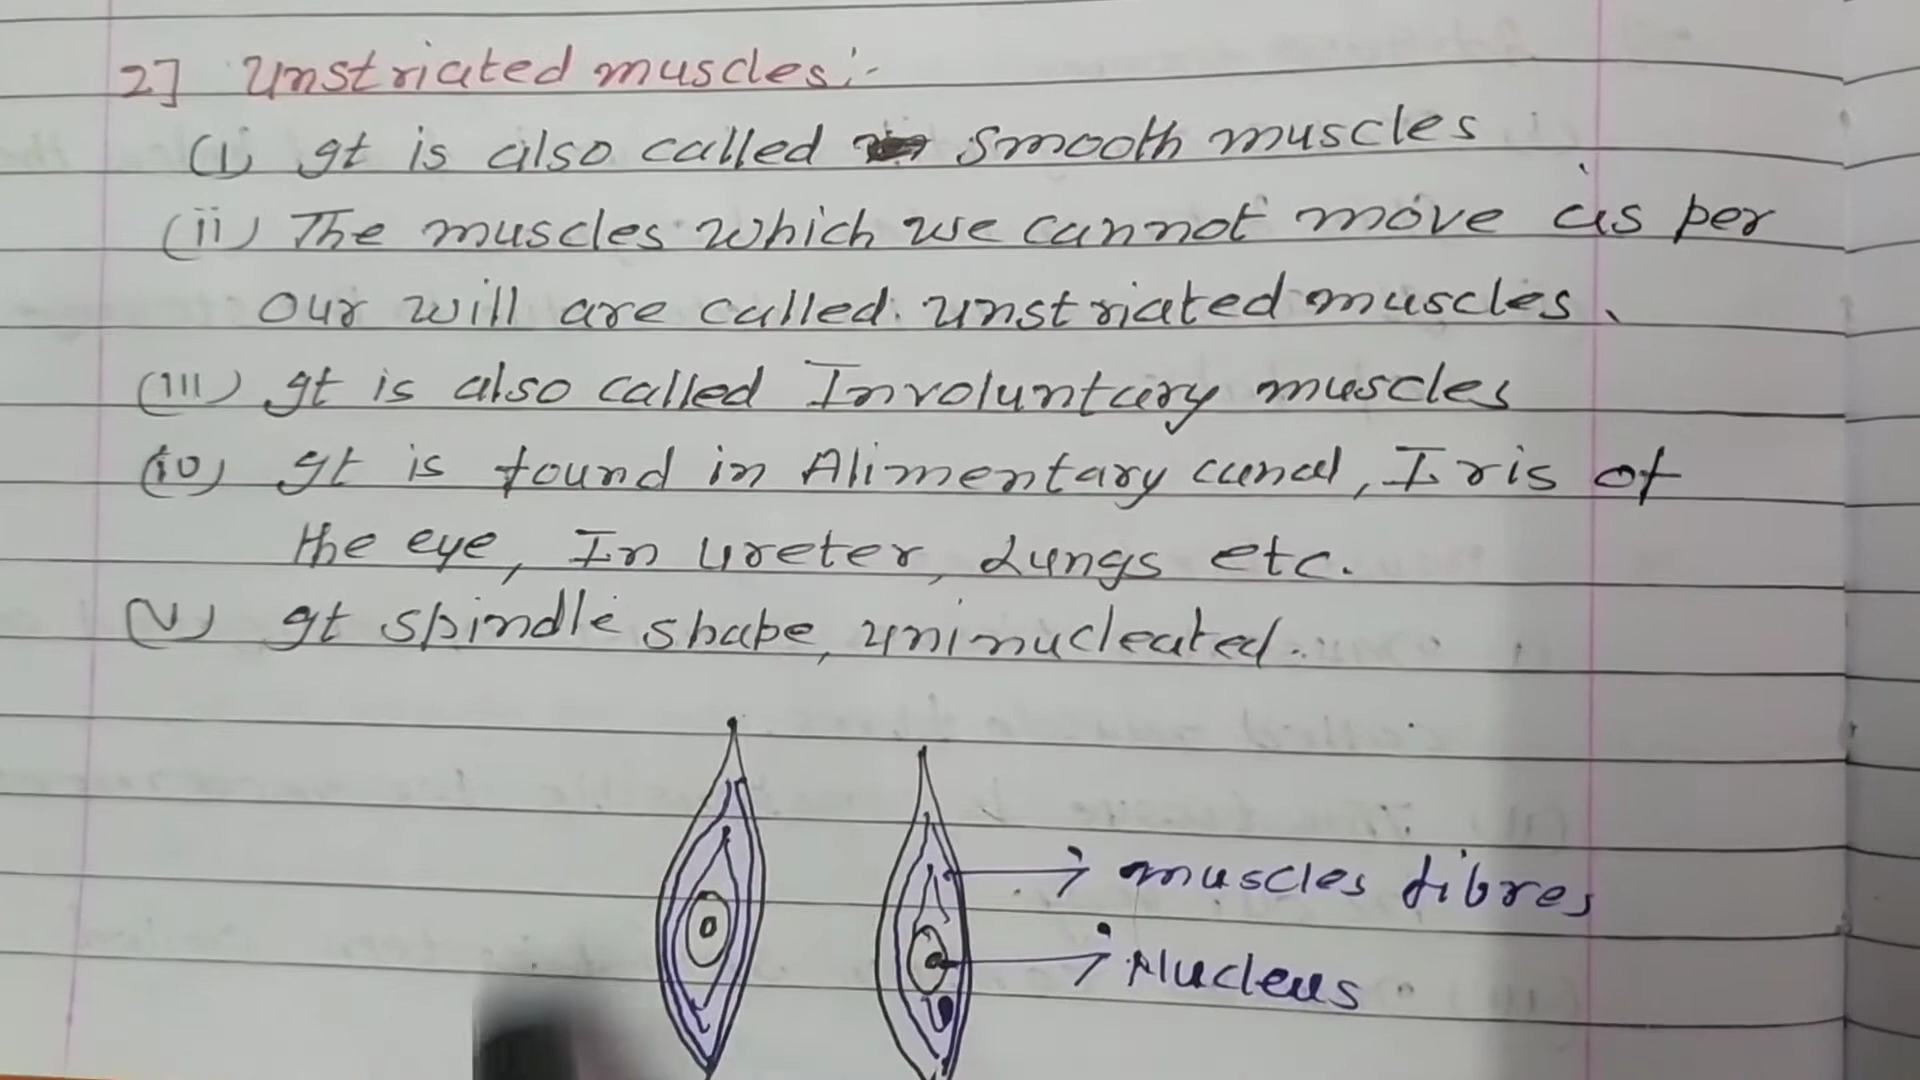 2] Unstriated muscles:-
(i) It is also called smooth muscles
(ii) The muscles which we cannot move as per
our will are called unstriated muscles.
(iii) It is also called Involuntary muscles
(iv) It is found in Alimentary canal, Iris of
the eye, In Ureter, Lungs etc.
(v) It spindle shape, uninucleated.
muscles fibres
Nucleus